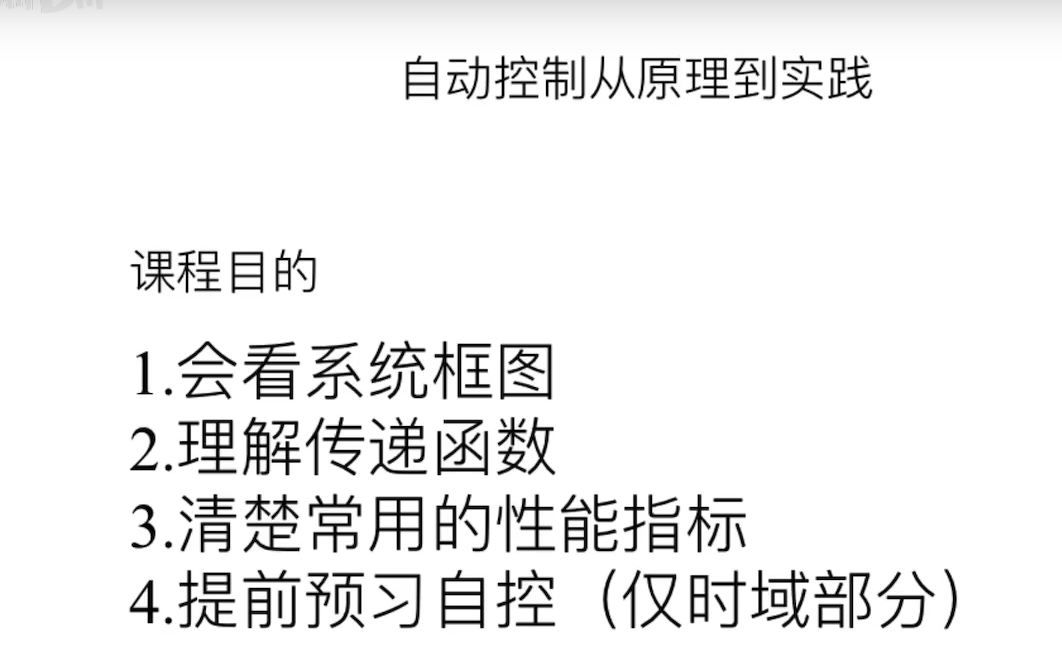 自动控制从原理到实践
课程目的
1.会看系统框图
2.理解传递函数
3.清楚常用的性能指标
4.提前预习自控（仅时域部分）